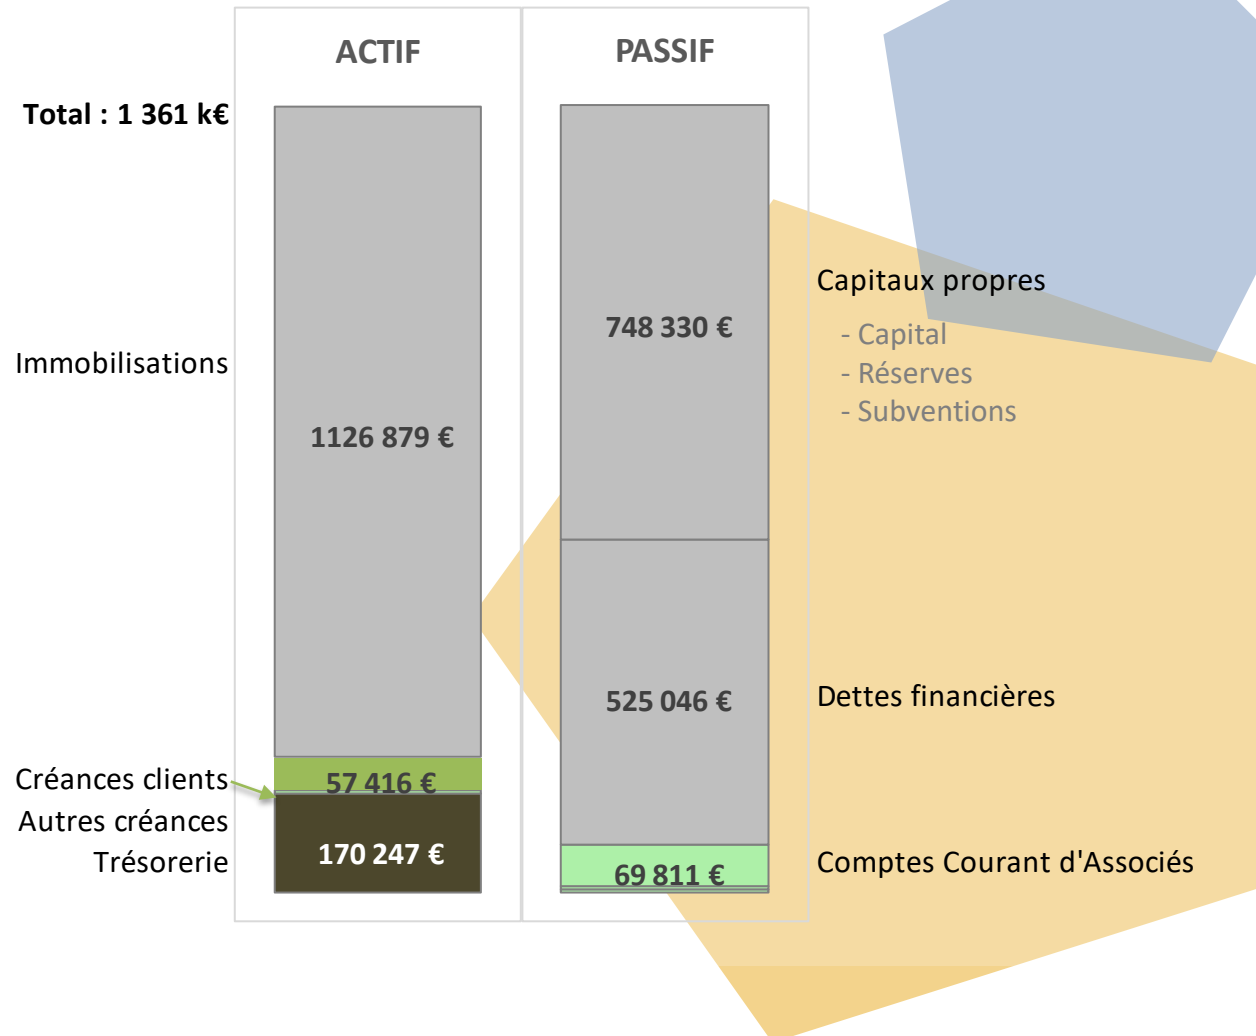 ACTIF
PASSIF
Total : 1 361 k€
Capitaux propres
748 330 €
- Capital
Immobilisations
- Réserves
- Subventions
1126 879 €
525 046 €
Dettes financières
Créances clients
57 416 €
Autres créances
Trésorerie
170 247 €
69 811 €
Comptes Courant d'Associés